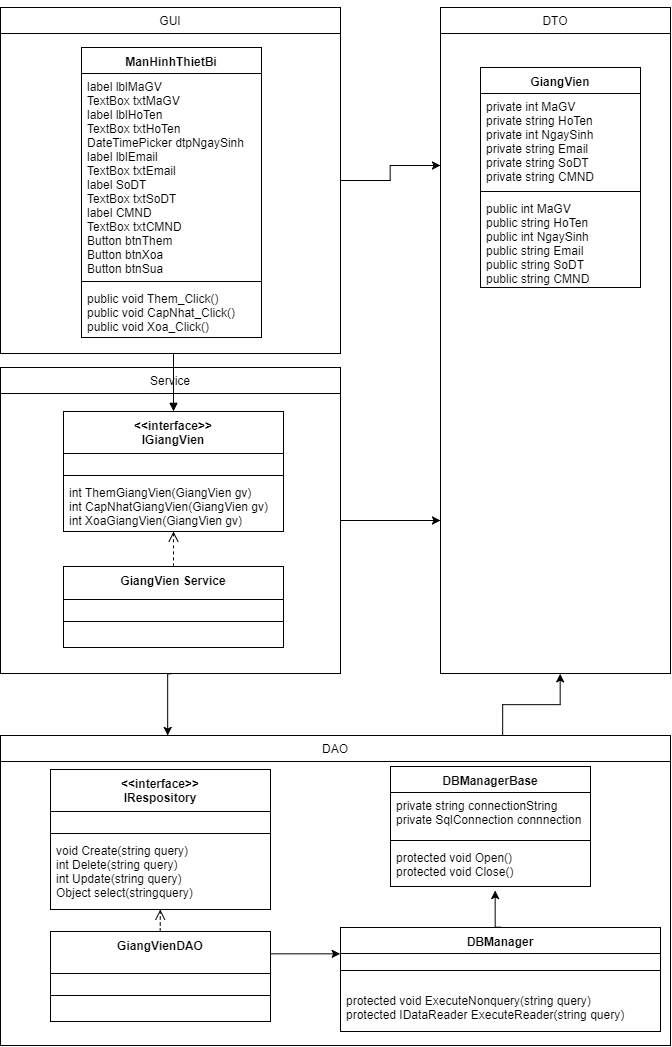 GUI
ManHinhThietBi
label lblMaGV
TextBox txtMaGV
label lblHoTen
TextBox txtHoTen
DateTimePicker dtpNgaySinh
label lblEmail
TextBox txtEmail
label SoDT
TextBox txtSoDT
label CMND
TextBox txtCMND
Button btnThem
Button btnXoa
Button btnSua
public void Them_Click()
public void CapNhat_Click()
public void Xoa_Click()
DTO
GiangVien
private int MaGV
private string HoTen
private int NgaySinh
private string Email
private string SoDT
private string CMND
public int MaGV
public string HoTen
public int NgaySinh
public string Email
public string SoDT
public string CMND
Service
<<interface>>
IGiangVien
int ThemGiangVien(GiangVien gv)
int CapNhatGiangVien(GiangVien gv)
int XoaGiangVien(GiangVien gv)
GiangVien Service
DAO
<<interface>>
IRespository
void Create(string query)
int Delete(string query)
int Update(string query)
Object select(stringquery)
GiangVienDAO
DBManagerBase
private string connectionString
private SqlConnection connnection
protected void Open()
protected void Close()
DBManager
protected void ExecuteNonquery(string query)
protected IDataReader ExecuteReader(string query)